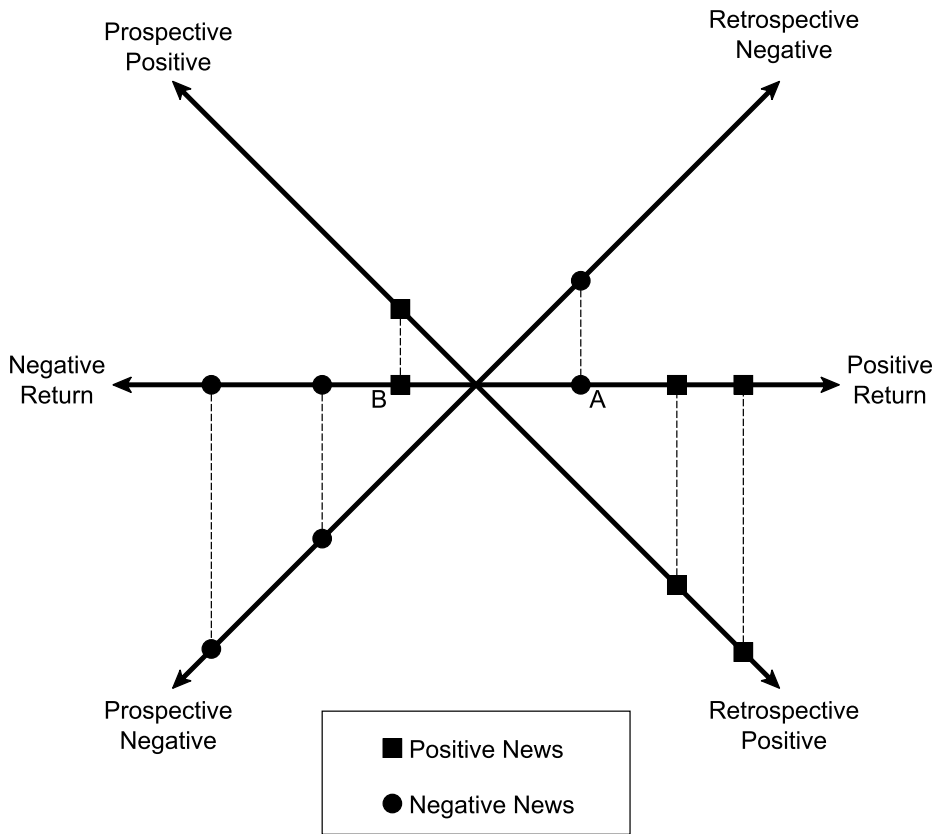 Prospective
Positive
Retrospective
Negative
Negative
Return
B
A
Positive
Return
Prospective
Negative
Retrospective
Positive
Positive News
Negative News